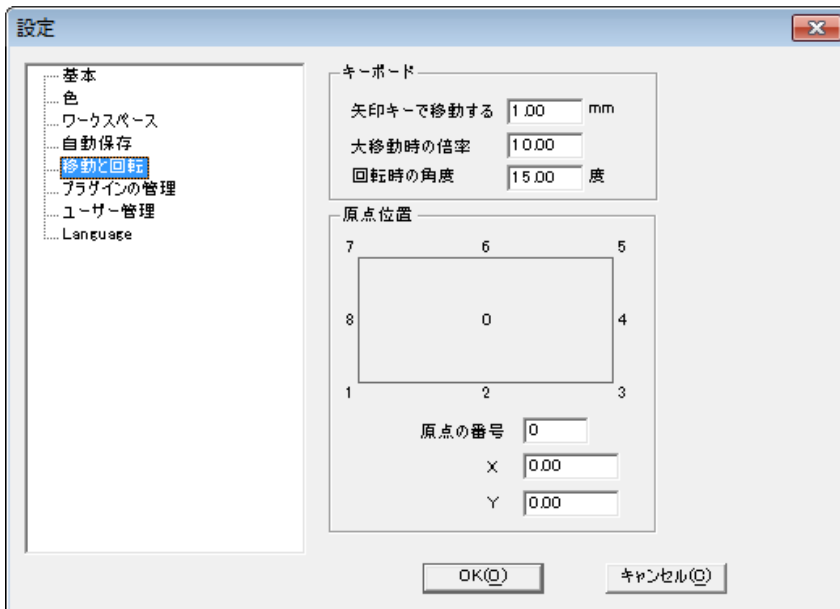 設定
基本
色
ワークスペース
自動保存
移動と回転
プラグインの管理
ユーザー管理
Language
キーボード
矢印キーで移動する 1.00 mm
大移動時の倍率 10.00
回転時の角度 15.00 度
原点位置
7 6 5
8 0 4
1 2 3
原点の番号 0
X 0.00
Y 0.00
OK(O) キャンセル(C)